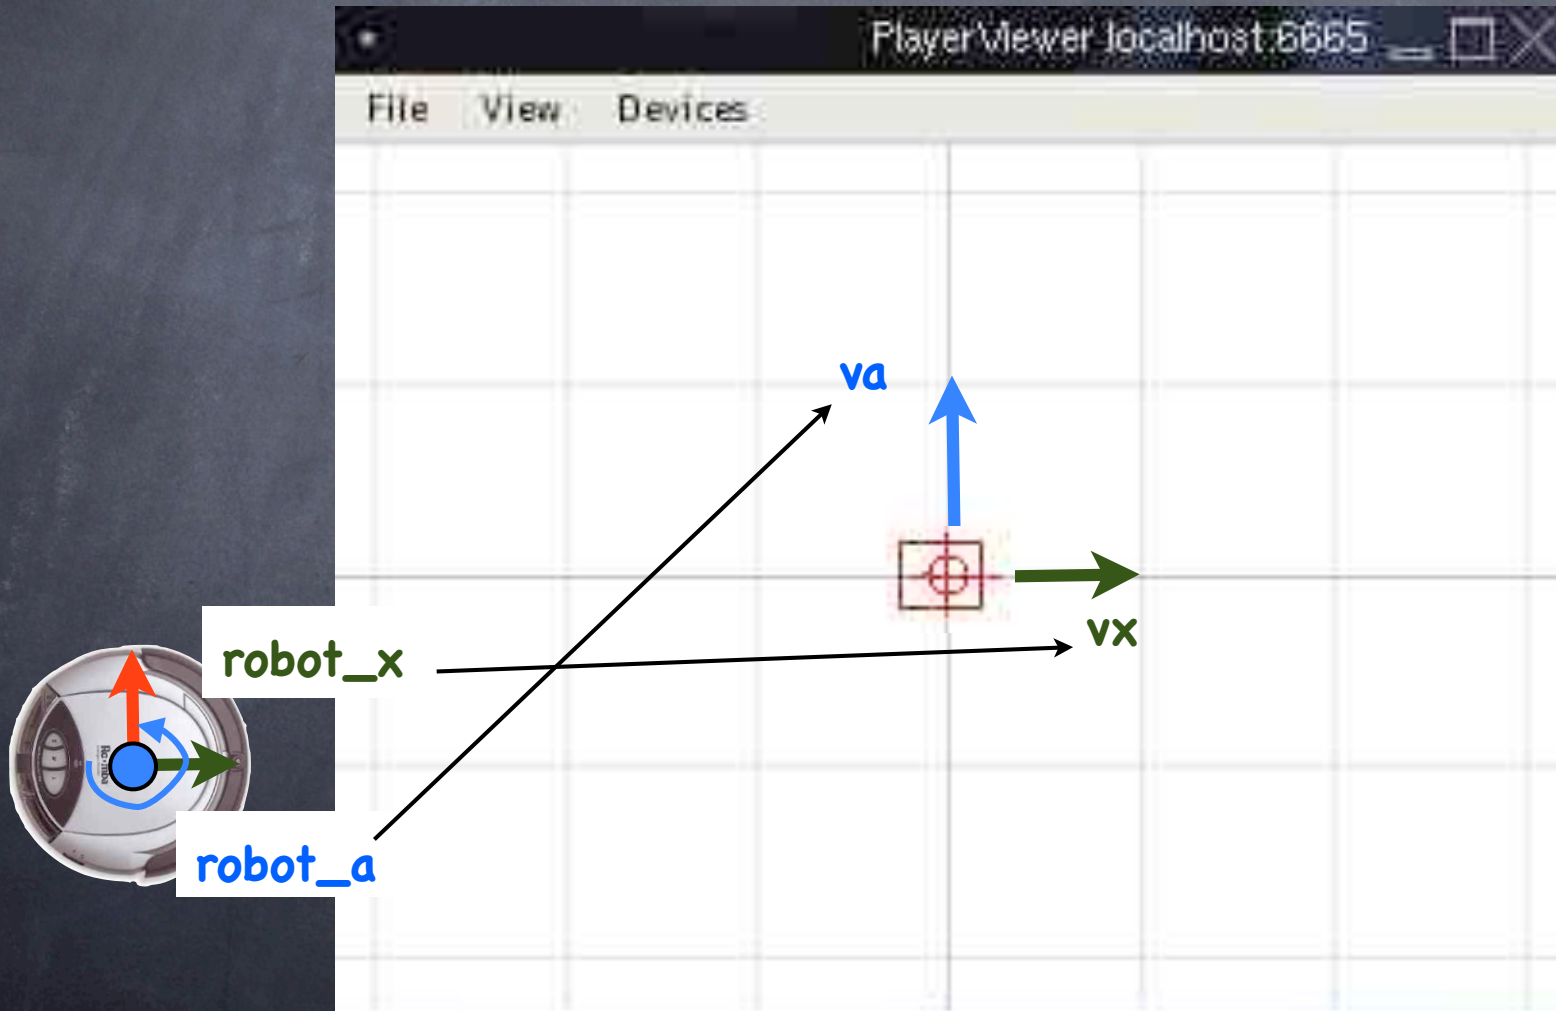 PlayerViewer localhost:6665
File View Devices
va
vx
robot_x
robot_a